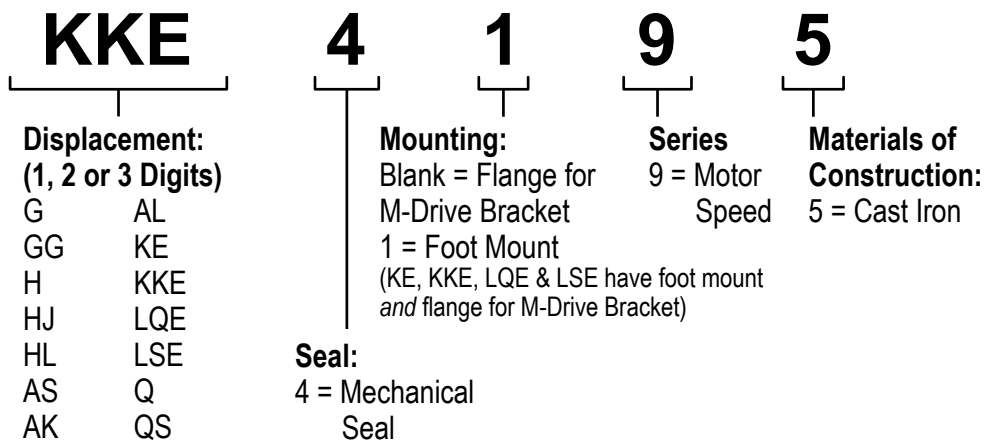 KKE 4 1 9 5
Displacement:
(1, 2 or 3 Digits)
G AL
GG KE
H KKE
HJ LQE
HL LSE
AS Q
AK QS
Seal:
4 = Mechanical
Seal
Mounting:
Blank = Flange for
M-Drive Bracket
1 = Foot Mount
(KE, KKE, LQE & LSE have foot mount
and flange for M-Drive Bracket)
Series
9 = Motor
Speed
Materials of
Construction:
5 = Cast Iron